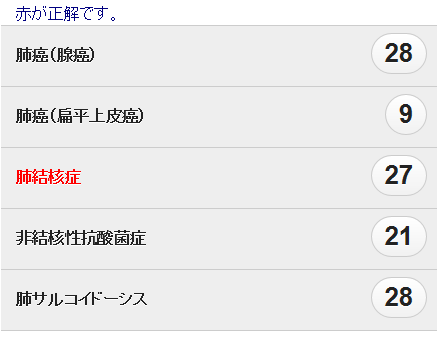 赤が正解です。
肺癌（腺癌） 28
肺癌（扁平上皮癌） 9
肺結核症 27
非結核性抗酸菌症 21
肺サルコイドーシス 28